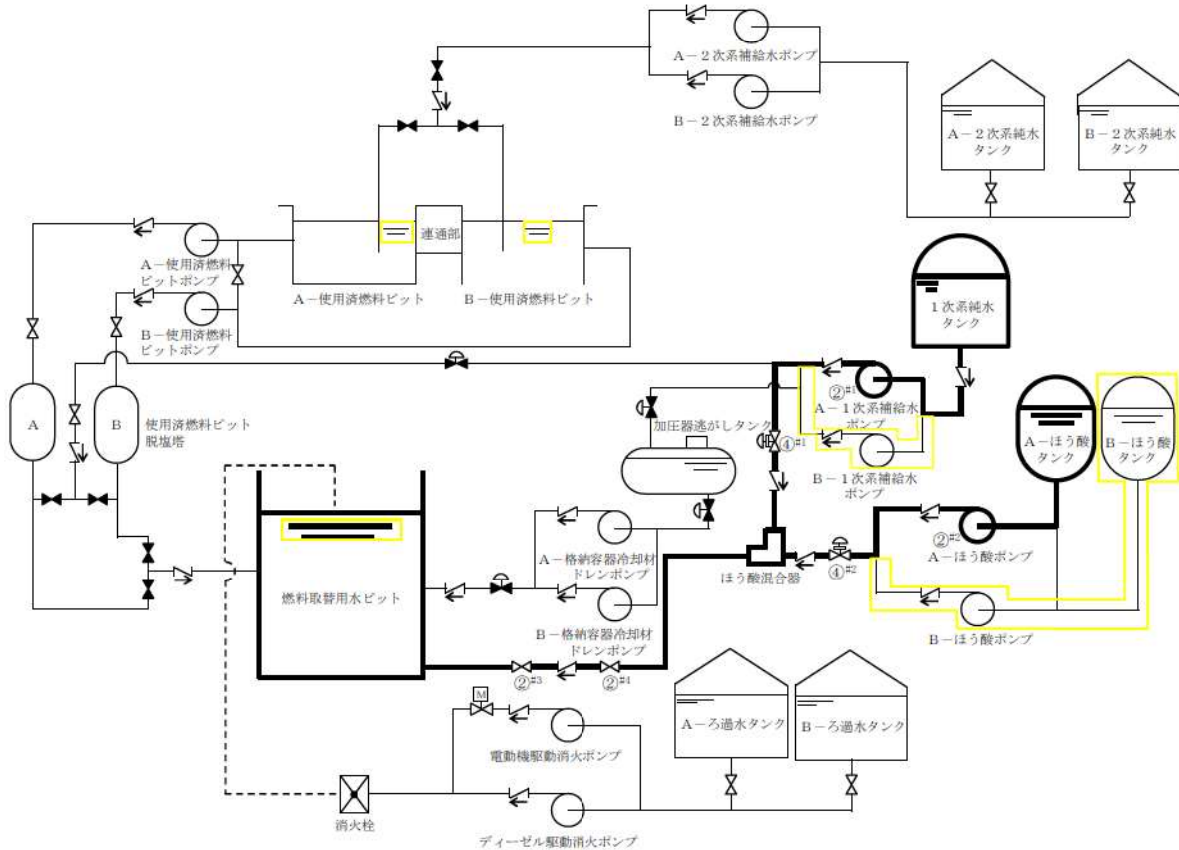 A-2次系補給水ポンプ
B-2次系補給水ポンプ
A-2次系純水
タンク
B-2次系純水
タンク
連通部
A-使用済燃料
ピットポンプ
A-使用済燃料ピット
B-使用済燃料ピット
B-使用済燃料
ピットポンプ
1次系純水
タンク
A
B
使用済燃料ピット
脱塩塔
②#1
A-1次系補給水
ポンプ
加圧器逃がしタンク
④#1
B-1次系補給水
ポンプ
A-ほう酸
タンク
B-ほう酸
タンク
②#2
A-ほう酸ポンプ
A-格納容器冷却材
ドレンポンプ
ほう酸混合器
④#2
燃料取替用水ピット
B-格納容器冷却材
ドレンポンプ
B-ほう酸ポンプ
②#3
②#4
M
A-ろ過水タンク
B-ろ過水タンク
電動機駆動消火ポンプ
消火栓
ディーゼル駆動消火ポンプ